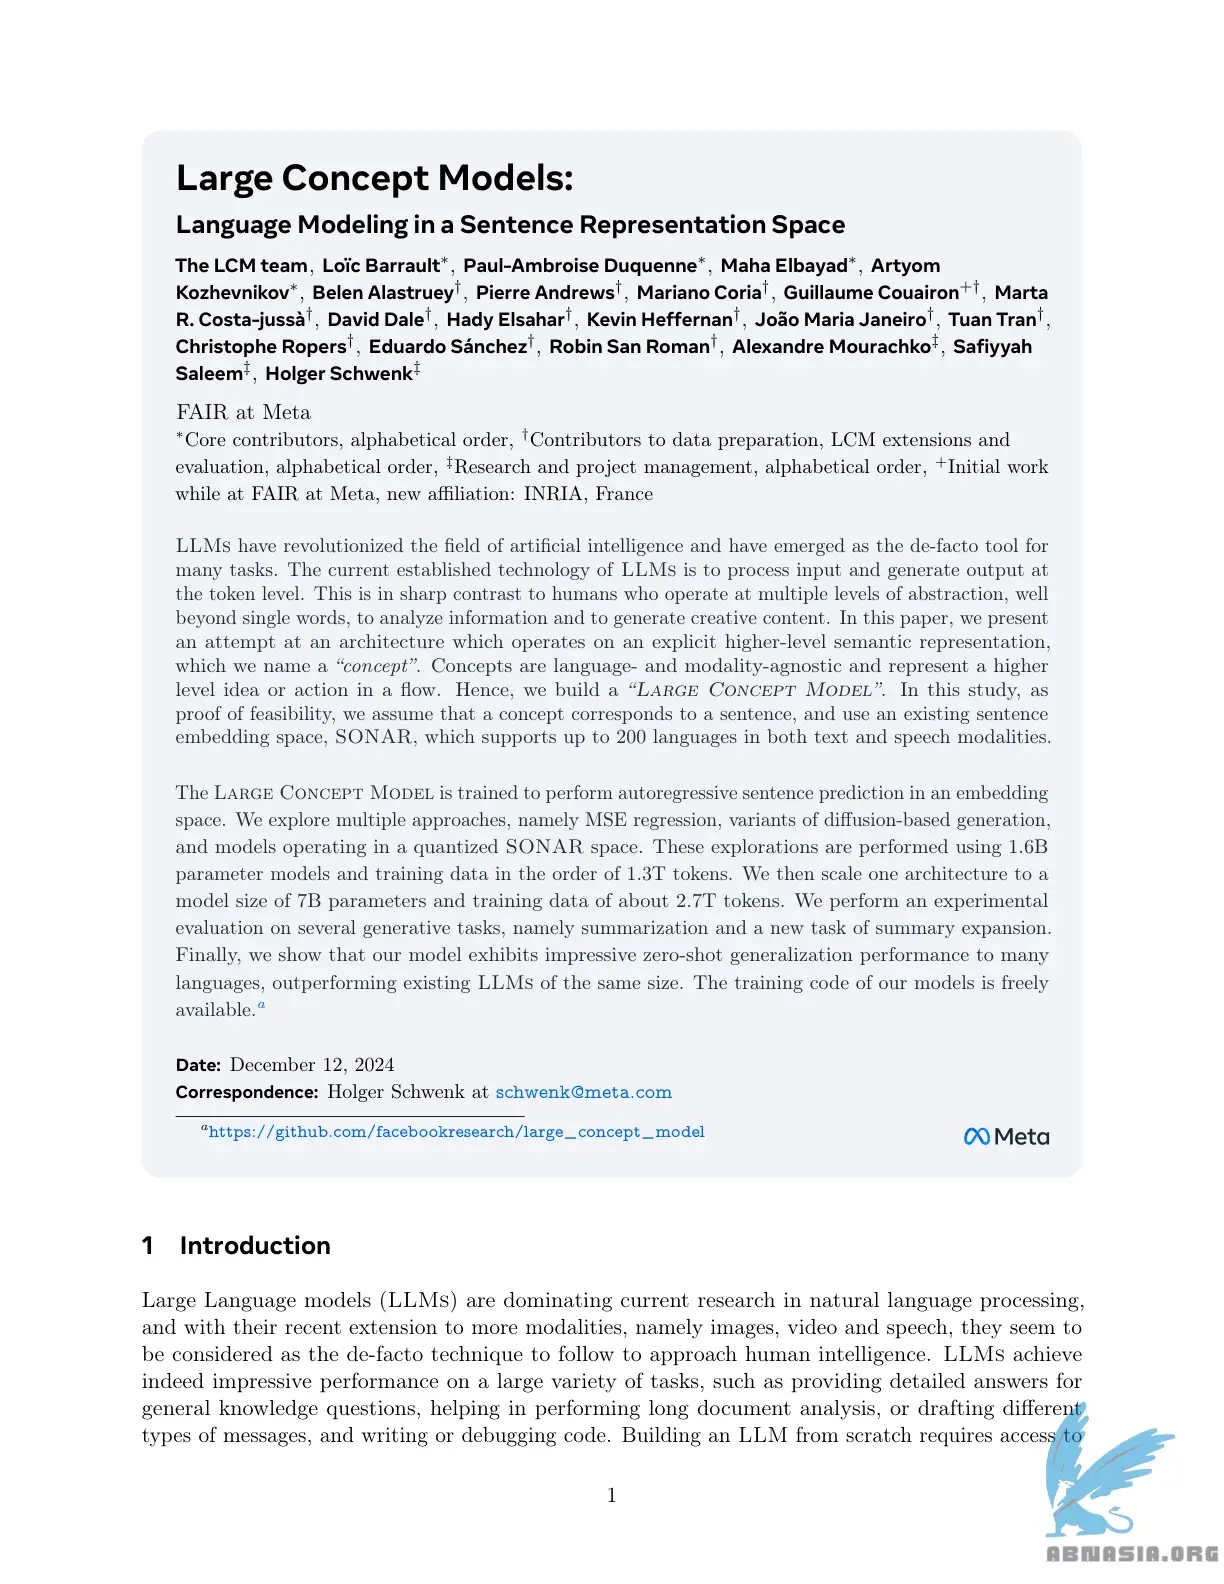 Large Concept Models:
Language Modeling in a Sentence Representation Space
The LCM team, Loïc Barrault*, Paul-Ambroise Duquenne*, Maha Elbayad*, Artyom
Kozhevnikov*, Belen Alastruey†, Pierre Andrews†, Mariano Coria†, Guillaume Couairon+†, Marta
R. Costa-jussà†, David Dale†, Hady Elsahar†, Kevin Heffernan†, João Maria Janeiro†, Tuan Tran†,
Christophe Ropers†, Eduardo Sánchez†, Robin San Roman†, Alexandre Mourachko‡, Safiyyah
Saleem‡, Holger Schwenk‡
FAIR at Meta
*Core contributors, alphabetical order, †Contributors to data preparation, LCM extensions and
evaluation, alphabetical order, ‡Research and project management, alphabetical order, +Initial work
while at FAIR at Meta, new affiliation: INRIA, France
LLMs have revolutionized the field of artificial intelligence and have emerged as the de-facto tool for
many tasks. The current established technology of LLMs is to process input and generate output at
the token level. This is in sharp contrast to humans who operate at multiple levels of abstraction, well
beyond single words, to analyze information and to generate creative content. In this paper, we present
an attempt at an architecture which operates on an explicit higher-level semantic representation,
which we name a “concept”. Concepts are language- and modality-agnostic and represent a higher
level idea or action in a flow. Hence, we build a “Large Concept Model”. In this study, as
proof of feasibility, we assume that a concept corresponds to a sentence, and use an existing sentence
embedding space, SONAR, which supports up to 200 languages in both text and speech modalities.
The Large Concept Model is trained to perform autoregressive sentence prediction in an embedding
space. We explore multiple approaches, namely MSE regression, variants of diffusion-based generation,
and models operating in a quantized SONAR space. These explorations are performed using 1.6B
parameter models and training data in the order of 1.3T tokens. We then scale one architecture to a
model size of 7B parameters and training data of about 2.7T tokens. We perform an experimental
evaluation on several generative tasks, namely summarization and a new task of summary expansion.
Finally, we show that our model exhibits impressive zero-shot generalization performance to many
languages, outperforming existing LLMs of the same size. The training code of our models is freely
available.a
Date: December 12, 2024
Correspondence: Holger Schwenk at schwenk@meta.com
ahttps://github.com/facebookresearch/large_concept_model
Meta
1 Introduction
Large Language models (LLMs) are dominating current research in natural language processing,
and with their recent extension to more modalities, namely images, video and speech, they seem to
be considered as the de-facto technique to follow to approach human intelligence. LLMs achieve
indeed impressive performance on a large variety of tasks, such as providing detailed answers for
general knowledge questions, helping in performing long document analysis, or drafting different
types of messages, and writing or debugging code. Building an LLM from scratch requires access to
1
ABNASIA.ORG